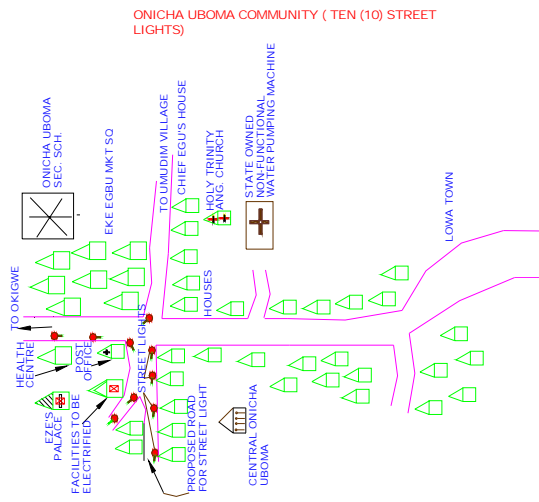 ONICHA UBOMA COMMUNITY ( TEN (10) STREET
LIGHTS)
ONICHA UBOMA
SEC. SCH.
EKE EGBU MKT SQ
TO UMUDIM VILLAGE
CHIEF EGU'S HOUSE
HOLY TRINITY
ANG. CHURCH
STATE OWNED
NON-FUNCTIONAL
WATER PUMPING MACHINE
LOWA TOWN
TO OKIGWE
HOUSES
HEALTH
CENTRE
POST
OFFICE
STREET LIGHTS
EZE'S
PALACE
FACILITIES TO BE
ELECTRIFIED
PROPOSED ROAD
FOR STREET LIGHT
CENTRAL ONICHA
UBOMA